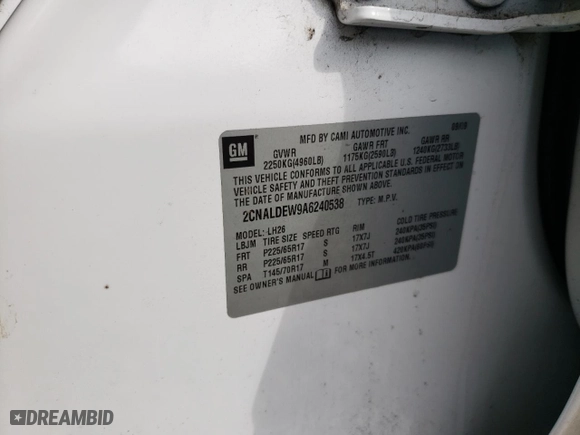 GM
MFD BY CAMI AUTOMOTIVE INC.
GVWR GAWR FRT GAWR RR
2250KG(4960LB) 1175KG(2590LB) 1240KG(2733LB)
THIS VEHICLE CONFORMS TO ALL APPLICABLE U.S. FEDERAL MOTOR
VEHICLE SAFETY AND THEFT PREVENTION STANDARDS IN EFFECT ON
THE DATE OF MANUFACTURE SHOWN ABOVE.
2CNALDEW9A6240538 TYPE: M.P.V.
MODEL: LH26
LBJM TIRE SIZE SPEED RTG RIM COLD TIRE PRESSURE
FRT P225/65R17 S 17X7J 240KPA(35PSI)
RR P225/65R17 S 17X7J 240KPA(35PSI)
SPA T145/70R17 M 17X4.5T 420KPA(60PSI)
SEE OWNER'S MANUAL FOR MORE INFORMATION.
DREAMBID